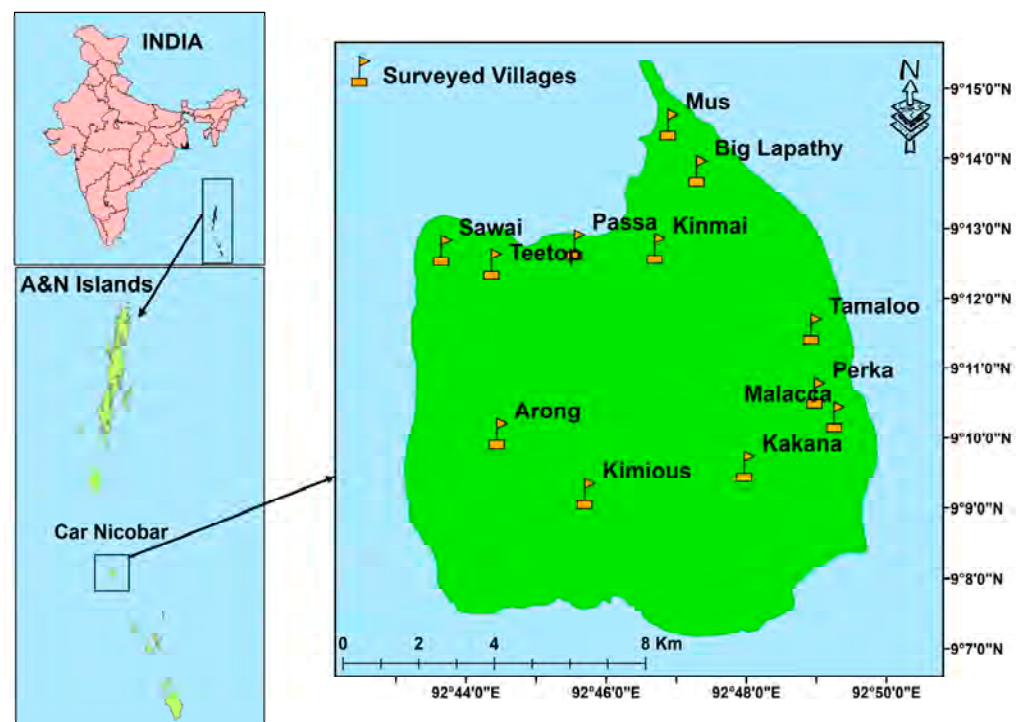 INDIA
A&N Islands
Car Nicobar
Surveyed Villages
N
Mus
Big Lapathy
Sawai
Passa
Kinmai
Teetop
Tamaloo
Perka
Malacca
Arong
Kakana
Kimious
0 2 4 8 Km
9°15'0"N
9°14'0"N
9°13'0"N
9°12'0"N
9°11'0"N
9°10'0"N
9°9'0"N
9°8'0"N
9°7'0"N
92°44'0"E 92°46'0"E 92°48'0"E 92°50'0"E